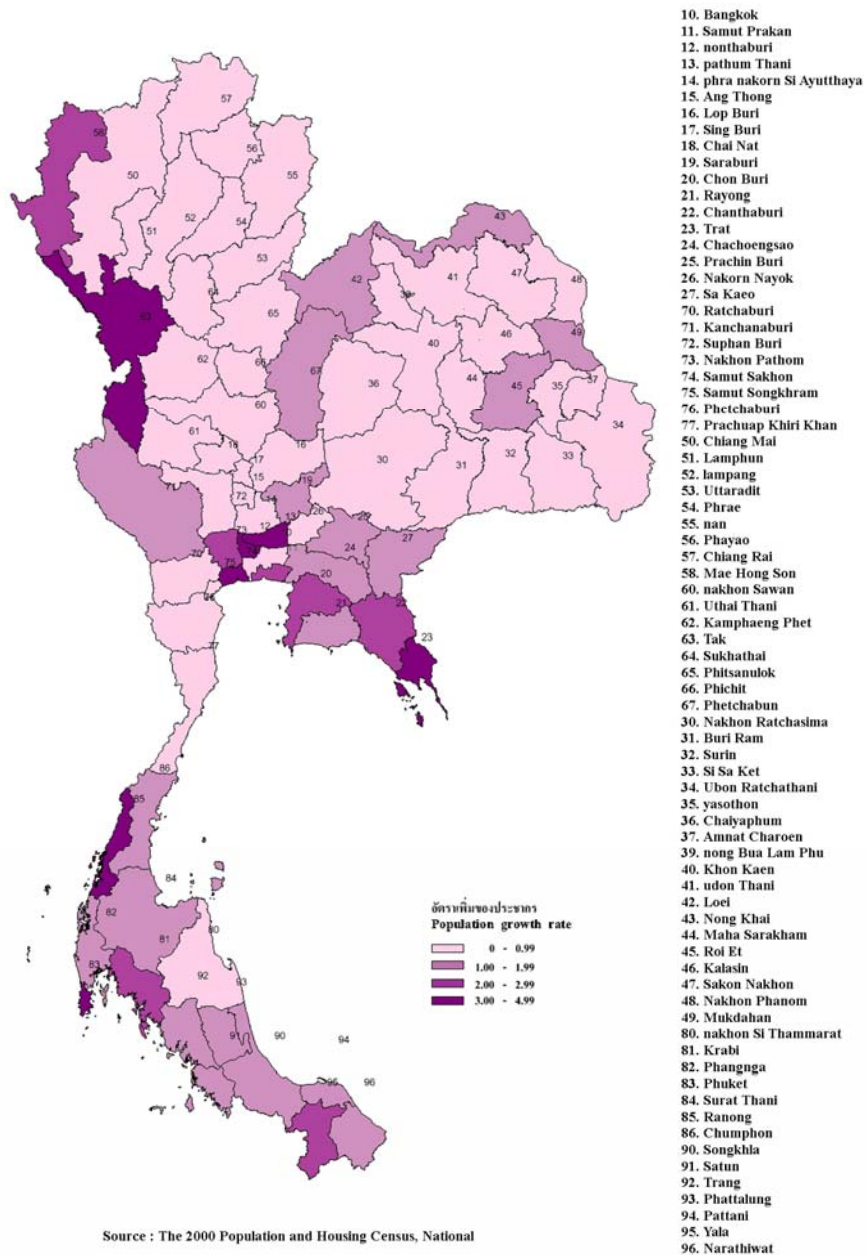 10. Bangkok
11. Samut Prakan
12. nonthaburi
13. pathum Thani
14. phra nakorn Si Ayutthaya
15. Ang Thong
16. Lop Buri
17. Sing Buri
18. Chai Nat
19. Saraburi
20. Chon Buri
21. Rayong
22. Chanthaburi
23. Trat
24. Chachoengsao
25. Prachin Buri
26. Nakorn Nayok
27. Sa Kaeo
70. Ratchaburi
71. Kanchanaburi
72. Suphan Buri
73. Nakhon Pathom
74. Samut Sakhon
75. Samut Songkhram
76. Phetchaburi
77. Prachuap Khiri Khan
50. Chiang Mai
51. Lamphun
52. lampang
53. Uttaradit
54. Phrae
55. nan
56. Phayao
57. Chiang Rai
58. Mae Hong Son
60. nakhon Sawan
61. Uthai Thani
62. Kamphaeng Phet
63. Tak
64. Sukhathai
65. Phitsanulok
66. Phichit
67. Phetchabun
30. Nakhon Ratchasima
31. Buri Ram
32. Surin
33. Si Sa Ket
34. Ubon Ratchathani
35. yasothon
36. Chaiyaphum
37. Amnat Charoen
39. nong Bua Lam Phu
40. Khon Kaen
41. udon Thani
42. Loei
43. Nong Khai
44. Maha Sarakham
45. Roi Et
46. Kalasin
47. Sakon Nakhon
48. Nakhon Phanom
49. Mukdahan
80. nakhon Si Thammarat
81. Krabi
82. Phangnga
83. Phuket
84. Surat Thani
85. Ranong
86. Chumphon
90. Songkhla
91. Satun
92. Trang
93. Phattalung
94. Pattani
95. Yala
96. Narathiwat
57
58
56
50
55
52
54
51
43
53
47
41
42
48
39
64
65
63
40
46
49
62
66
67
36
44
45
35
37
34
60
61
18
16
30
31
32
33
17
15
19
71
72
14
13
26
12
73
24
27
70
75
20
21
22
23
77
86
85
84
82
81
80
83
92
93
91
90
94
95
96
อัตราเพิ่มของประชากร
Population growth rate
0 - 0.99
1.00 - 1.99
2.00 - 2.99
3.00 - 4.99
Source : The 2000 Population and Housing Census, National